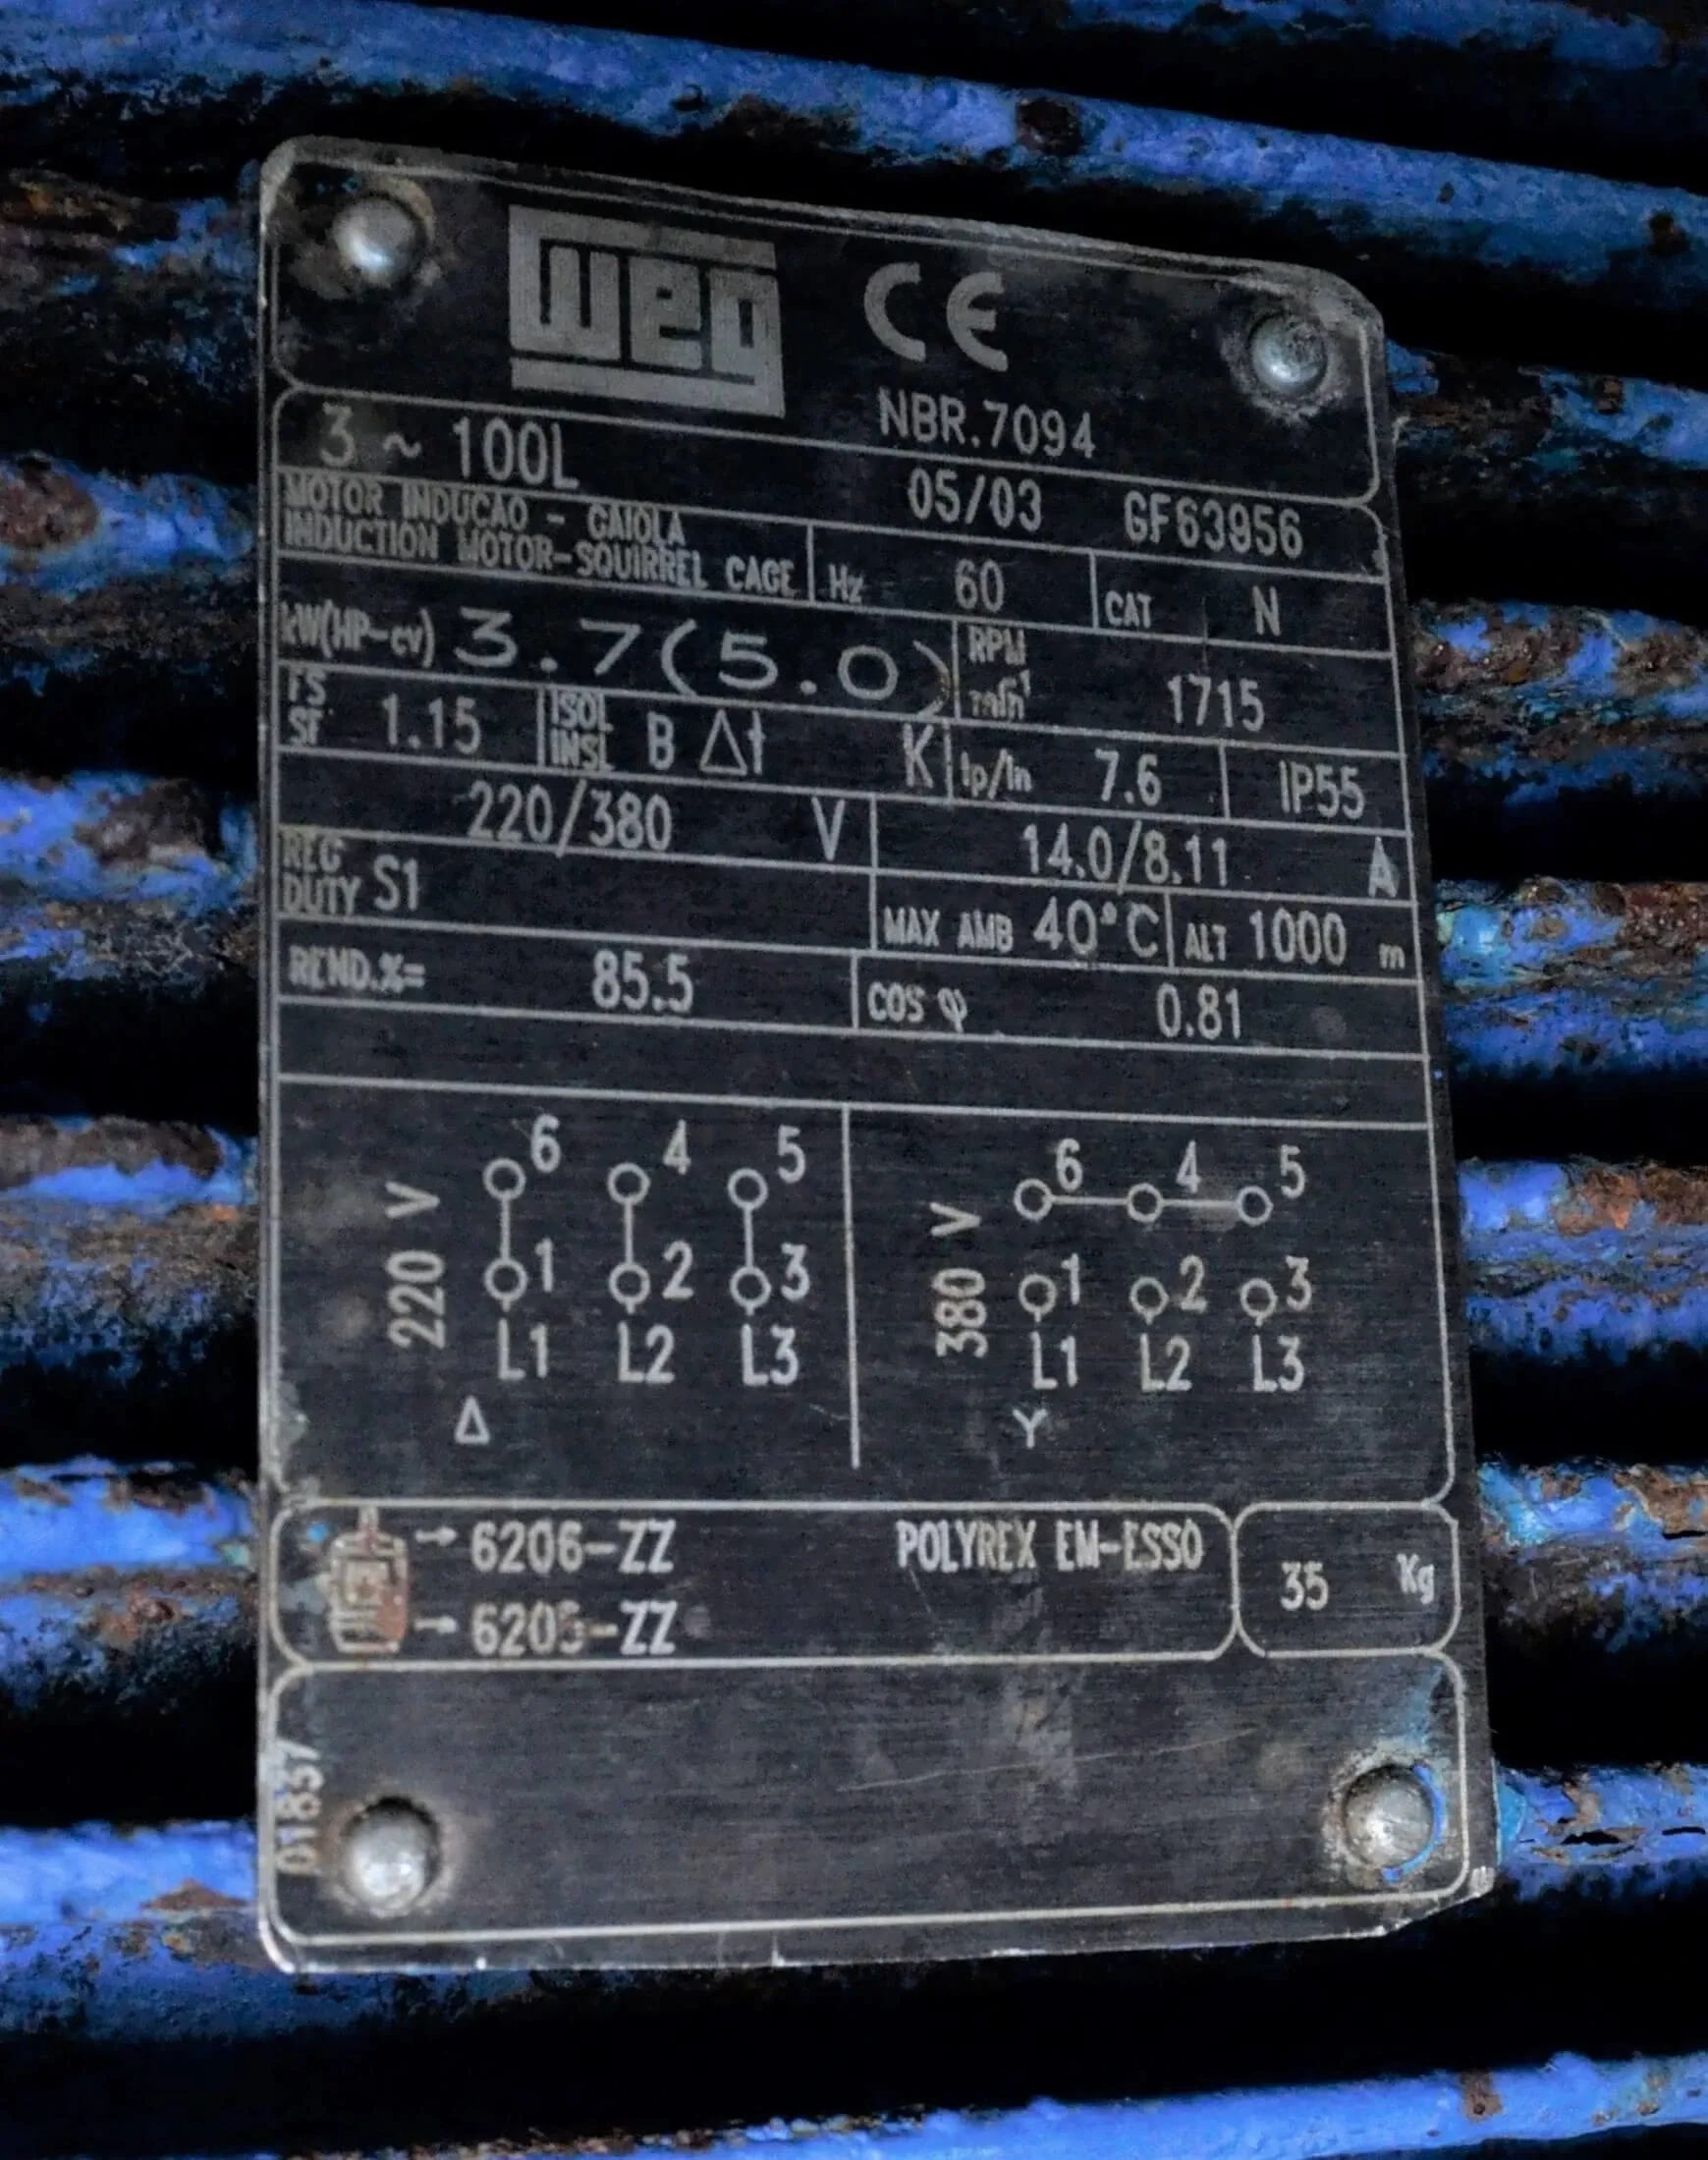 WEG CE
NBR.7094
3 ~ 100L 05/03 GF63956
MOTOR INDUCAO - GAIOLA
INDUCTION MOTOR-SQUIRREL CAGE Hz 60 CAT N
kW(HP-cv) 3.7(5.0) RPM min⁻¹ 1715
FS
SF 1.15 ISOL
INSL B Δt K Ip/In 7.6 IP55
220/380 V 14.0/8.11 A
REG
DUTY S1 MAX AMB 40°C ALT 1000 m
REND.%= 85.5 COS φ 0.81
6 4 5 6 4 5
220 V 1 2 3 380 V 1 2 3
L1 L2 L3 L1 L2 L3
Δ Y
→ 6206-ZZ POLYREX EM-ESSO 35 Kg
→ 6205-ZZ